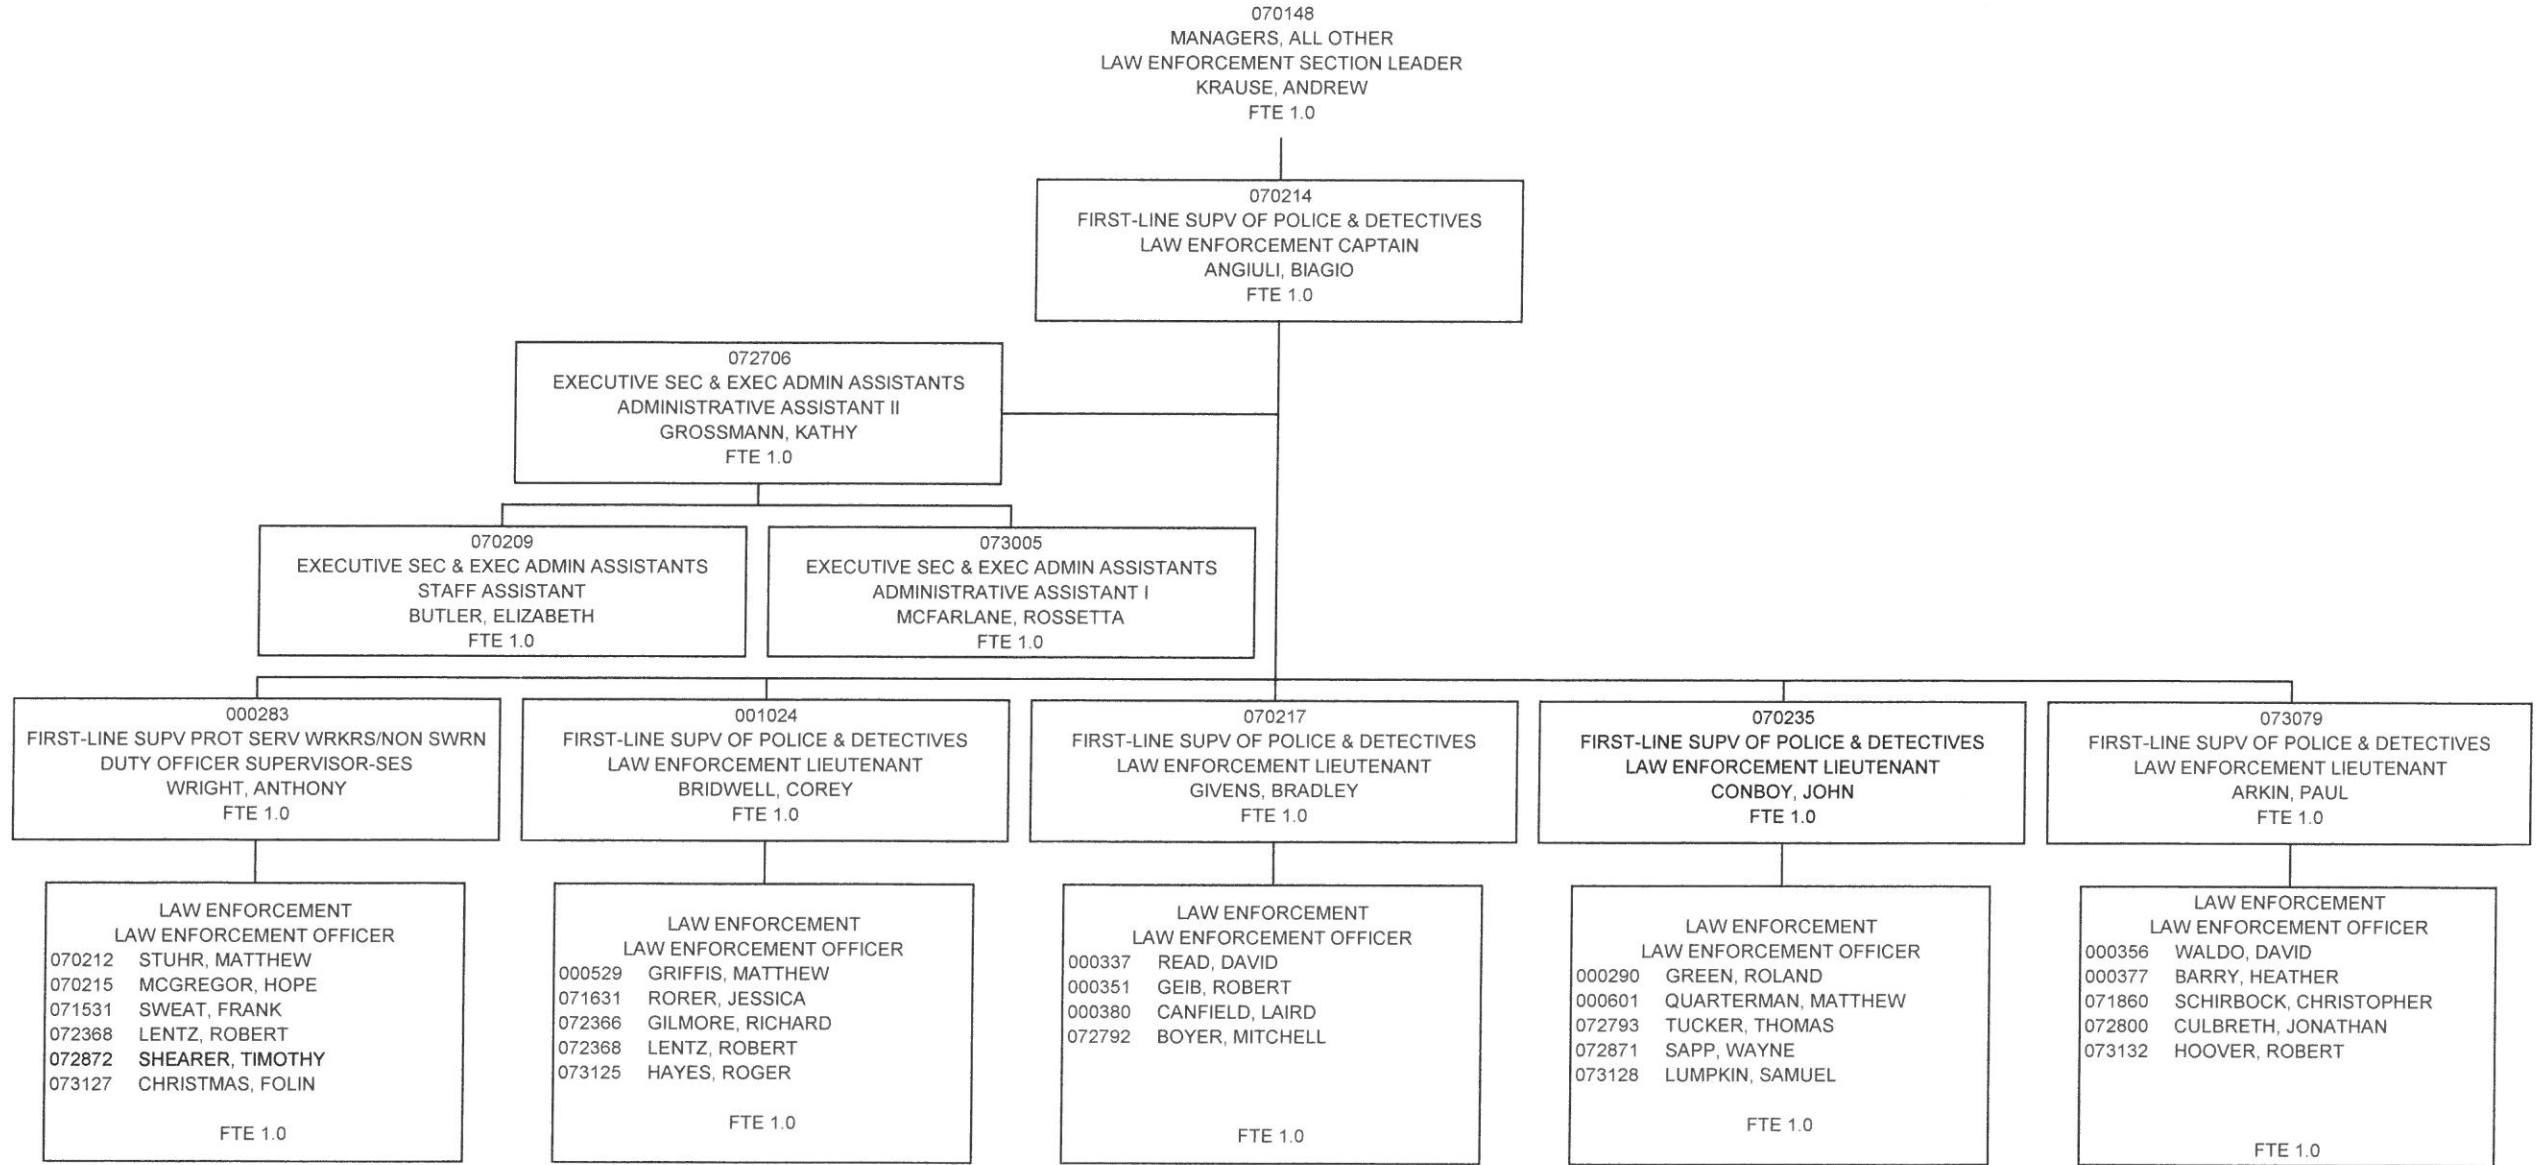 070148
MANAGERS, ALL OTHER
LAW ENFORCEMENT SECTION LEADER
KRAUSE, ANDREW
FTE 1.0
070214
FIRST-LINE SUPV OF POLICE & DETECTIVES
LAW ENFORCEMENT CAPTAIN
ANGIULI, BIAGIO
FTE 1.0
072706
EXECUTIVE SEC & EXEC ADMIN ASSISTANTS
ADMINISTRATIVE ASSISTANT II
GROSSMANN, KATHY
FTE 1.0
070209
EXECUTIVE SEC & EXEC ADMIN ASSISTANTS
STAFF ASSISTANT
BUTLER, ELIZABETH
FTE 1.0
073005
EXECUTIVE SEC & EXEC ADMIN ASSISTANTS
ADMINISTRATIVE ASSISTANT I
MCFARLANE, ROSSETTA
FTE 1.0
000283
FIRST-LINE SUPV PROT SERV WRKRS/NON SWRN
DUTY OFFICER SUPERVISOR-SES
WRIGHT, ANTHONY
FTE 1.0
001024
FIRST-LINE SUPV OF POLICE & DETECTIVES
LAW ENFORCEMENT LIEUTENANT
BRIDWELL, COREY
FTE 1.0
070217
FIRST-LINE SUPV OF POLICE & DETECTIVES
LAW ENFORCEMENT LIEUTENANT
GIVENS, BRADLEY
FTE 1.0
070235
FIRST-LINE SUPV OF POLICE & DETECTIVES
LAW ENFORCEMENT LIEUTENANT
CONBOY, JOHN
FTE 1.0
073079
FIRST-LINE SUPV OF POLICE & DETECTIVES
LAW ENFORCEMENT LIEUTENANT
ARKIN, PAUL
FTE 1.0
LAW ENFORCEMENT
LAW ENFORCEMENT OFFICER
070212 STUHR, MATTHEW
070215 MCGREGOR, HOPE
071531 SWEAT, FRANK
072368 LENTZ, ROBERT
072872 SHEARER, TIMOTHY
073127 CHRISTMAS, FOLIN
FTE 1.0
LAW ENFORCEMENT
LAW ENFORCEMENT OFFICER
000529 GRIFFIS, MATTHEW
071631 RORER, JESSICA
072366 GILMORE, RICHARD
072368 LENTZ, ROBERT
073125 HAYES, ROGER
FTE 1.0
LAW ENFORCEMENT
LAW ENFORCEMENT OFFICER
000337 READ, DAVID
000351 GEIB, ROBERT
000380 CANFIELD, LAIRD
072792 BOYER, MITCHELL
FTE 1.0
LAW ENFORCEMENT
LAW ENFORCEMENT OFFICER
000290 GREEN, ROLAND
000601 QUARTERMAN, MATTHEW
072793 TUCKER, THOMAS
072871 SAPP, WAYNE
073128 LUMPKIN, SAMUEL
FTE 1.0
LAW ENFORCEMENT
LAW ENFORCEMENT OFFICER
000356 WALDO, DAVID
000377 BARRY, HEATHER
071860 SCHIRBOCK, CHRISTOPHER
072800 CULBRETH, JONATHAN
073132 HOOVER, ROBERT
FTE 1.0